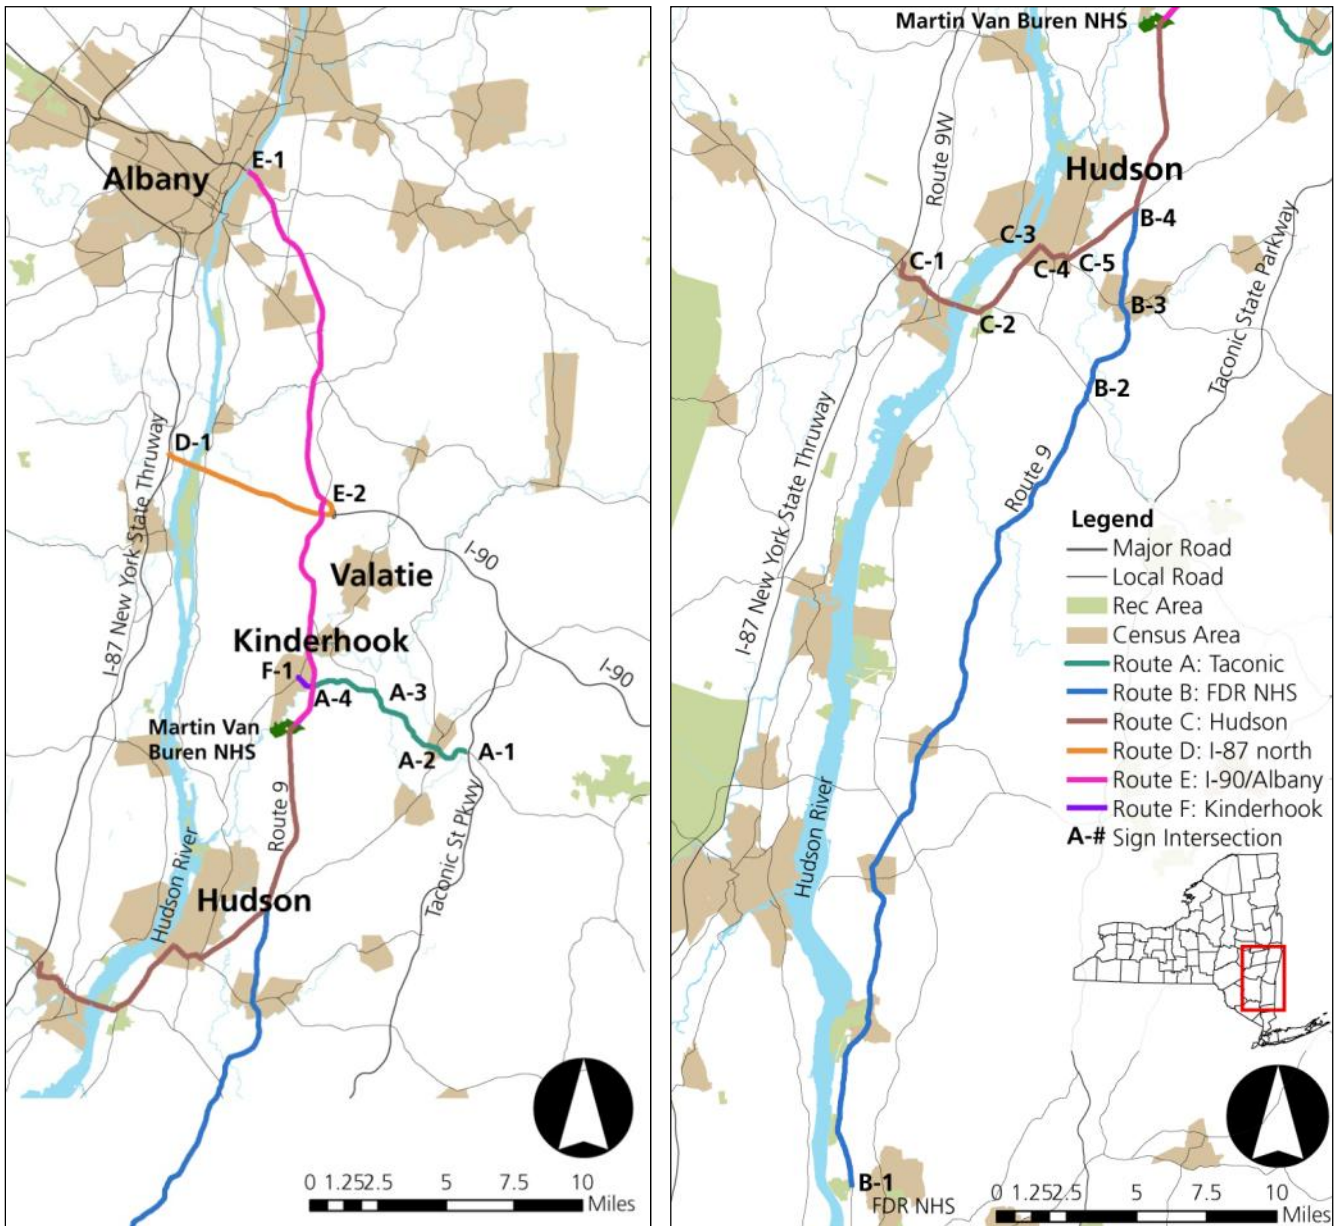 E-1
Albany
D-1
I-87 New York State Thruway
E-2
I-90
Valatie
Kinderhook
F-1
A-4
A-3
I-90
Martin Van
Buren NHS
A-2
A-1
Route 9
Hudson River
Taconic St Pkwy
Hudson
0 1.25 2.5 5 7.5 10
Miles
Martin Van Buren NHS
Route 9W
Hudson
B-4
C-3
C-1
C-4
C-5
B-3
C-2
Taconic State Parkway
B-2
I-87 New York State Thruway
Route 9
Legend
Major Road
Local Road
Rec Area
Census Area
Route A: Taconic
Route B: FDR NHS
Route C: Hudson
Route D: I-87 north
Route E: I-90/Albany
Route F: Kinderhook
A-# Sign Intersection
Hudson River
B-1
FDR NHS
0 1.25 2.5 5 7.5 10
Miles